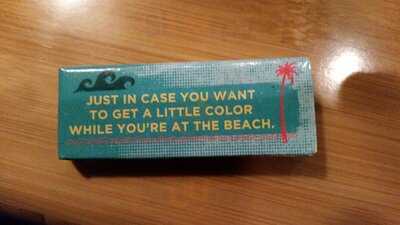 JUST IN CASE YOU WANT
TO GET A LITTLE COLOR
WHILE YOU'RE AT THE BEACH.